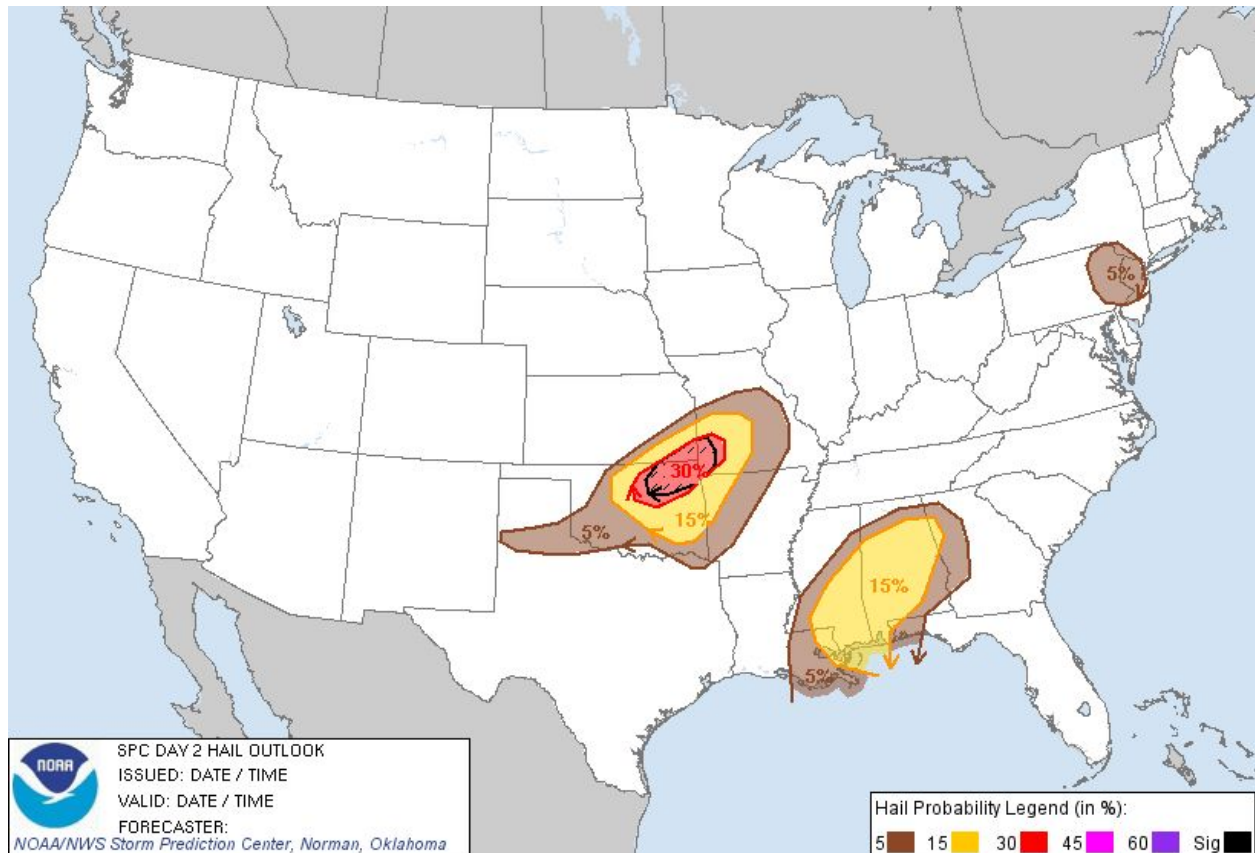 5%
30%
15%
5%
15%
5%
NOAA
SPC DAY 2 HAIL OUTLOOK
ISSUED: DATE / TIME
VALID: DATE / TIME
FORECASTER:
NOAA/NWS Storm Prediction Center, Norman, Oklahoma
Hail Probability Legend (in %):
5 15 30 45 60 Sig